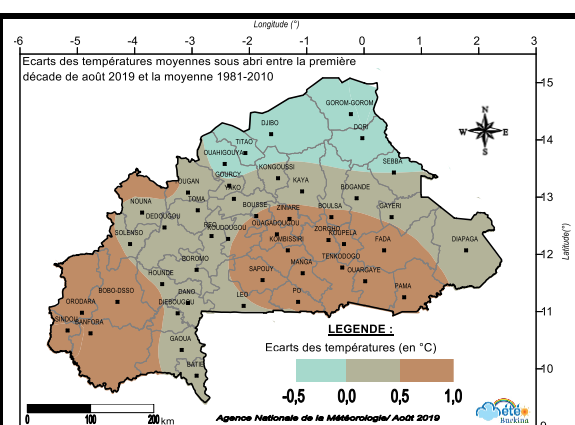 Longitude (°)
-6 -5 -4 -3 -2 -1 0 1 2 3
Ecarts des températures moyennes sous abri entre la première
décade de août 2019 et la moyenne 1981-2010
15
GOROM-GOROM
N
DJIBO
DORI
W E
14
TITAO
S
OUAHIGOUYA
SEBBA
KONGOUSSI
GOURCY
KAYA
OUGAN
YAKO
BOGANDE
13
NOUNA
TOMA
BOUSSE
ZINIARE
BOULSA
GAYERI
DEDOUGOU
OUAGADOUGOU
KOUDOUGOU
ZORGHO
SOLENSO
KOUPELA
KOMBISSIRI
FADA
DIAPAGA
Latitude(°)
12
BOROMO
TENKODOGO
MANGA
SAPOUY
OUARGAYE
HOUNDE
BOBO-DSSO
DANO
LEO
PO
PAMA
ORODARA
DIEBOUGOU
11
SINDOU
BANFORA
LEGENDE :
GAOUA
Ecarts des températures (en °C)
BATIE
10
-0,5 0,0 0,5 1,0
0 100 200 km
Agence Nationale de la Météorologie/ Août 2019
Météo
Burkina
9